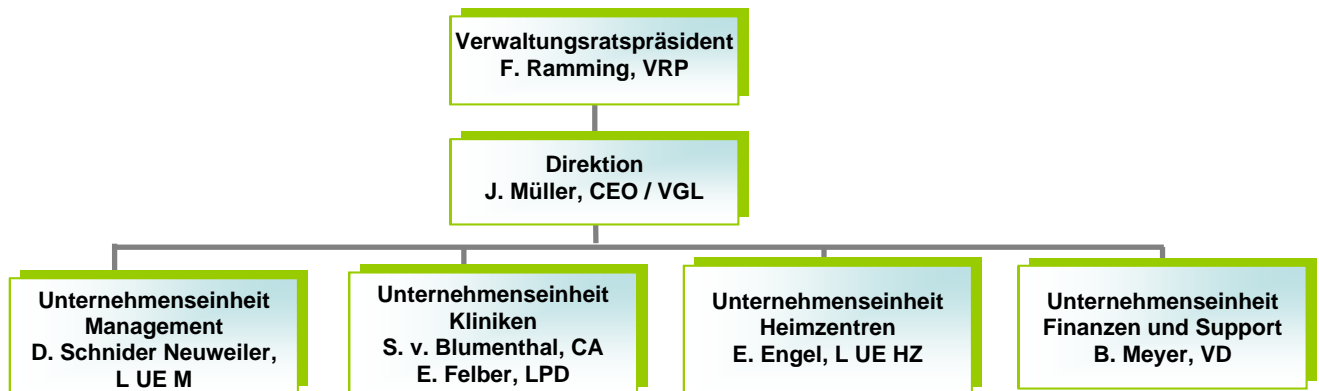 Verwaltungsratspräsident
F. Ramming, VRP
Direktion
J. Müller, CEO / VGL
Unternehmenseinheit
Management
D. Schnider Neuweiler,
L UE M
Unternehmenseinheit
Kliniken
S. v. Blumenthal, CA
E. Felber, LPD
Unternehmenseinheit
Heimzentren
E. Engel, L UE HZ
Unternehmenseinheit
Finanzen und Support
B. Meyer, VD